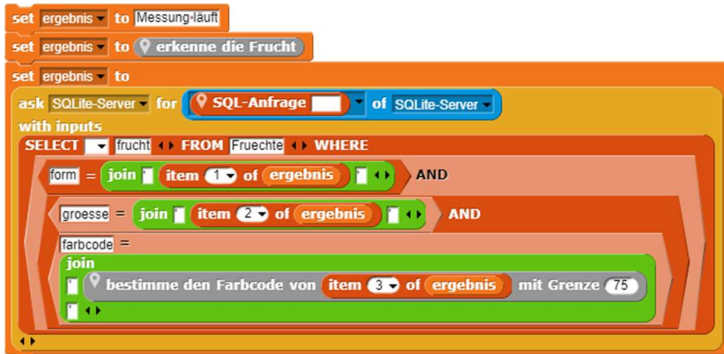 set ergebnis to Messung läuft
set ergebnis to erkenne die Frucht
set ergebnis to
ask SQLite-Server for SQL-Anfrage of SQLite-Server
with inputs
SELECT frucht FROM Fruechte WHERE
form = join ' item 1 of ergebnis ' AND
groesse = join ' item 2 of ergebnis ' AND
farbcode =
join
' bestimme den Farbcode von item 3 of ergebnis mit Grenze 75
'